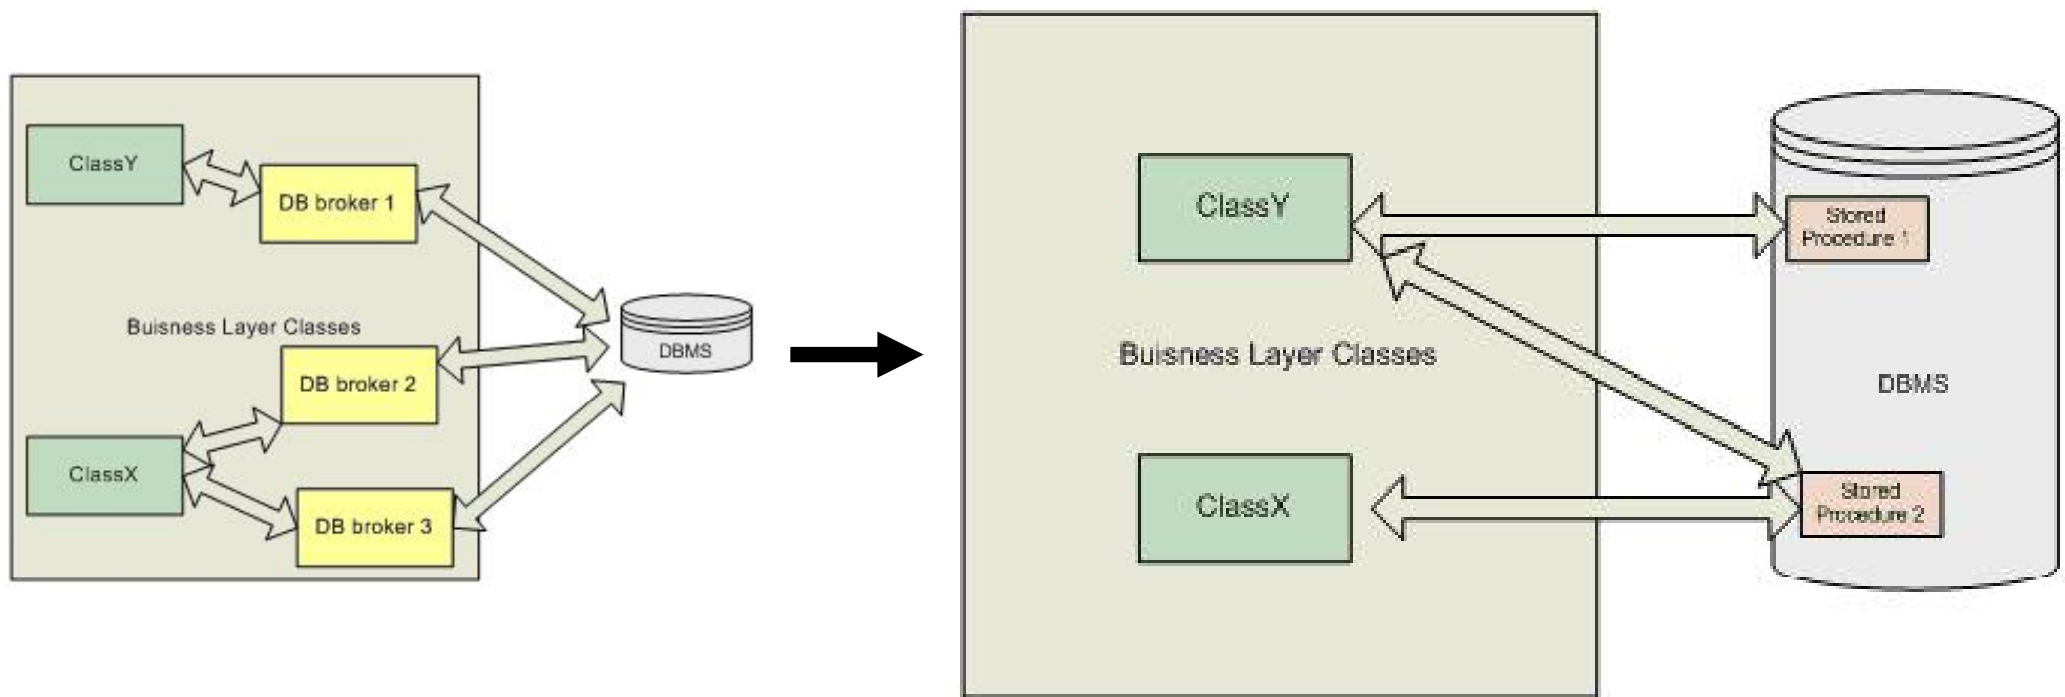 ClassY
DB broker 1
Buisness Layer Classes
DB broker 2
ClassX
DB broker 3
DBMS
ClassY
Buisness Layer Classes
ClassX
Stored
Procedure 1
DBMS
Stored
Procedure 2